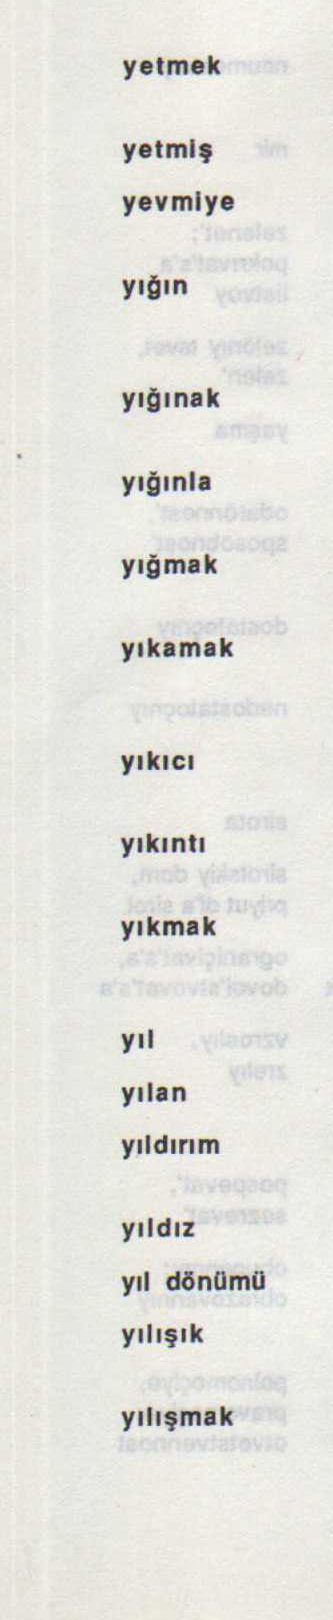 yetmek
yetmiş
yevmiye
yığın
yığınak
yığınla
yığmak
yıkamak
yıkıcı
yıkıntı
yıkmak
yıl
yılan
yıldırım
yıldız
yıl dönümü
yılışık
yılışmak